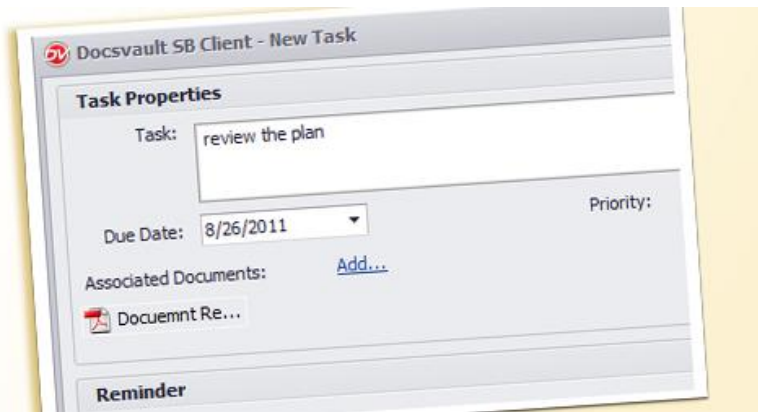 DV Docsvault SB Client - New Task
Task Properties
Task: review the plan
Due Date: 8/26/2011 Priority:
Associated Documents: Add...
Docuemnt Re...
Reminder